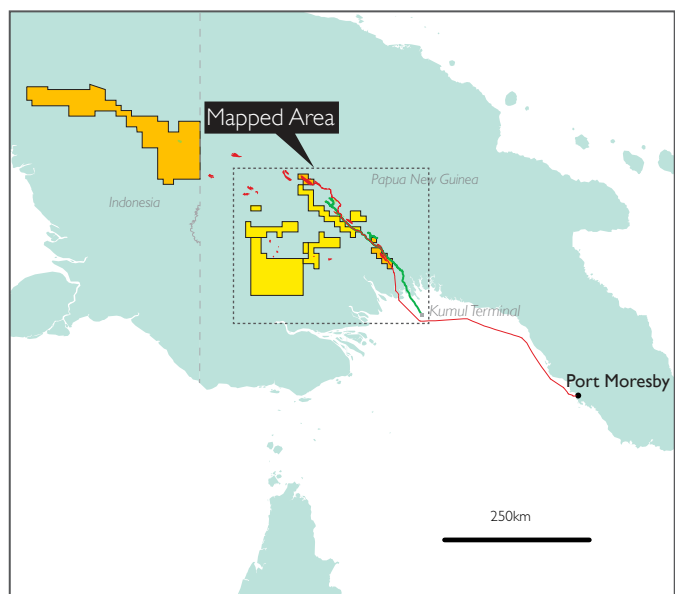 Mapped Area
Papua New Guinea
Indonesia
Kumul Terminal
Port Moresby
250km